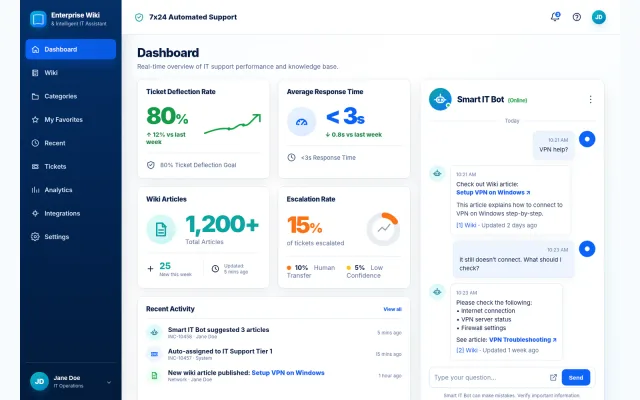 Enterprise Wiki
& Intelligent IT Assistant
Dashboard
Wiki
Categories
My Favorites
Recent
Tickets
Analytics
Integrations
Settings
JD
Jane Doe
IT Operations
7x24 Automated Support
JD
Dashboard
Real-time overview of IT support performance and knowledge base.
Ticket Deflection Rate
80%
↑ 12% vs last
week
80% Ticket Deflection Goal
Average Response Time
< 3s
↓ 0.8s vs last week
<3s Response Time
Wiki Articles
1,200+
Total Articles
25
New this week
Updated
5 mins ago
Escalation Rate
15%
of tickets escalated
10% Human
Transfer
5% Low
Confidence
Recent Activity
View all
Smart IT Bot suggested 3 articles
INC-10458 · Jane Doe
5 mins ago
Auto-assigned to IT Support Tier 1
INC-10457 · System
15 mins ago
New wiki article published: Setup VPN on Windows
Network · Jane Doe
1 hour ago
Smart IT Bot (Online)
Today
10:21 AM
VPN help?
10:21 AM
Check out Wiki article:
Setup VPN on Windows ↗
This article explains how to connect to
VPN on Windows step-by-step.
[1] Wiki · Updated 2 days ago
10:23 AM
It still doesn't connect. What should I
check?
10:23 AM
Please check the following:
• Internet connection
• VPN server status
• Firewall settings
See article: VPN Troubleshooting ↗
[2] Wiki · Updated 1 week ago
Type your question...
Send
Smart IT Bot can make mistakes. Verify important information.